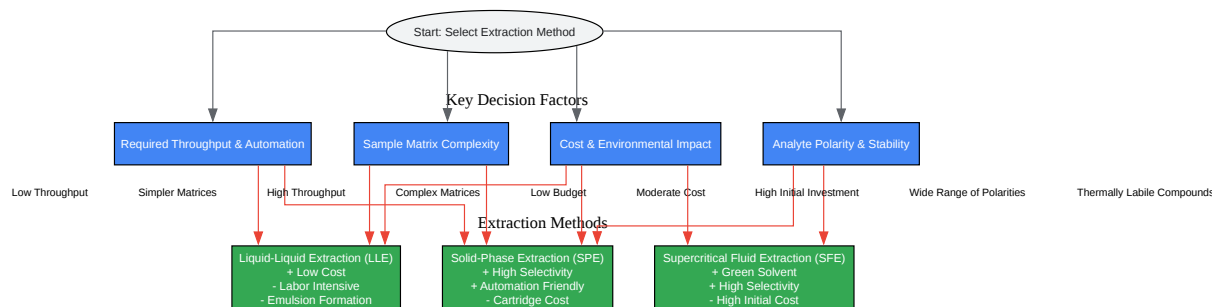 Start: Select Extraction Method
Key Decision Factors
Required Throughput & Automation
Sample Matrix Complexity
Cost & Environmental Impact
Analyte Polarity & Stability
Low Throughput
Simpler Matrices
High Throughput
Complex Matrices
Low Budget
Moderate Cost
High Initial Investment
Wide Range of Polarities
Thermally Labile Compounds
Extraction Methods
Liquid-Liquid Extraction (LLE)
+ Low Cost
- Labor Intensive
- Emulsion Formation
Solid-Phase Extraction (SPE)
+ High Selectivity
+ Automation Friendly
- Cartridge Cost
Supercritical Fluid Extraction (SFE)
+ Green Solvent
+ High Selectivity
- High Initial Cost